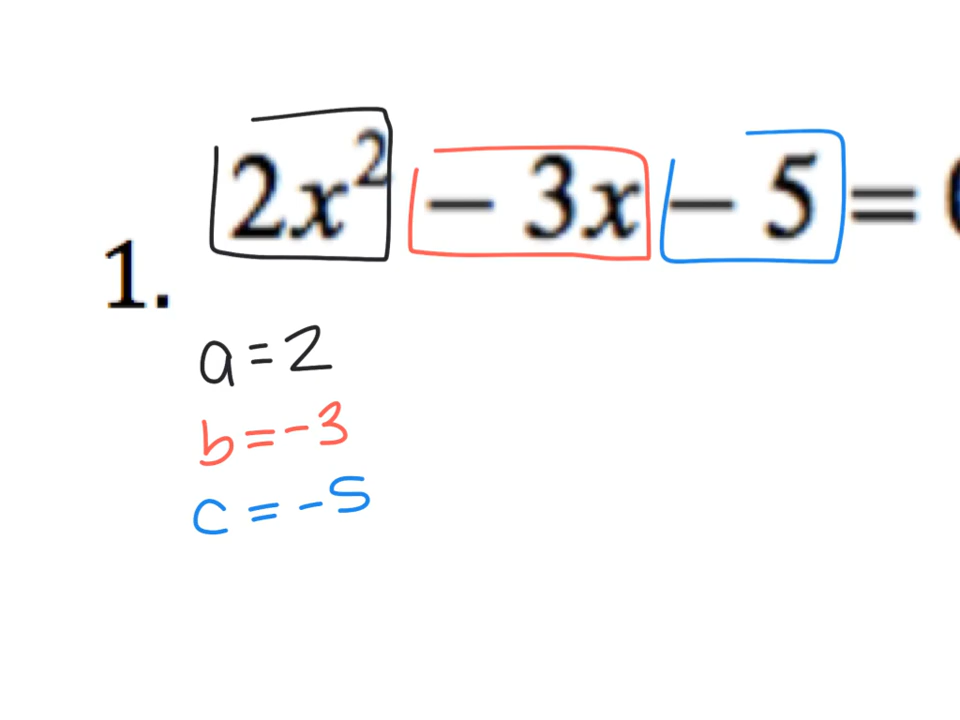 1. 2x² - 3x - 5 =
a = 2
b = -3
c = -5